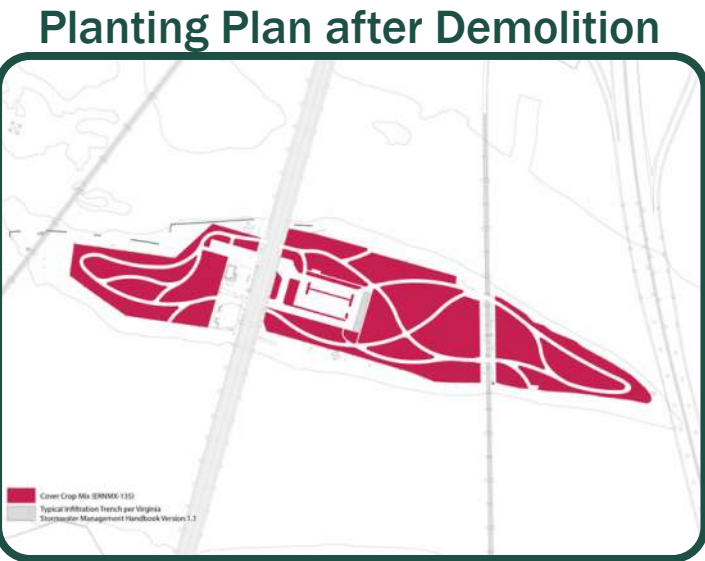 Planting Plan after Demolition
Cover Crop Mix (ERNMX-135)
Typical Infiltration Trench per Virginia
Stormwater Management Handbook Version 1.1